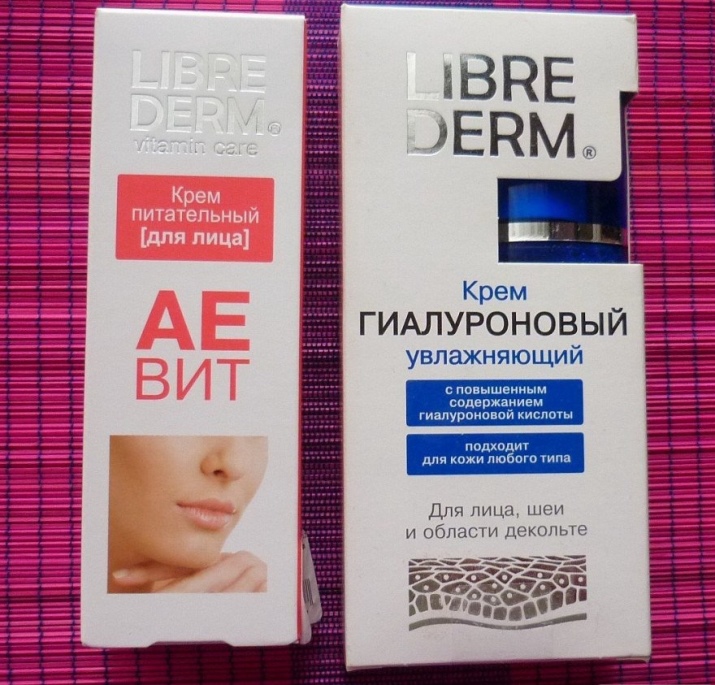 LIBRE
DERM®
vitamin care
Крем
питательный
[для лица]
АЕ
ВИТ
LIBRE
DERM®
Крем
ГИАЛУРОНОВЫЙ
увлажняющий
с повышенным
содержанием
гиалуроновой кислоты
подходит
для кожи любого типа
Для лица, шеи
и области декольте